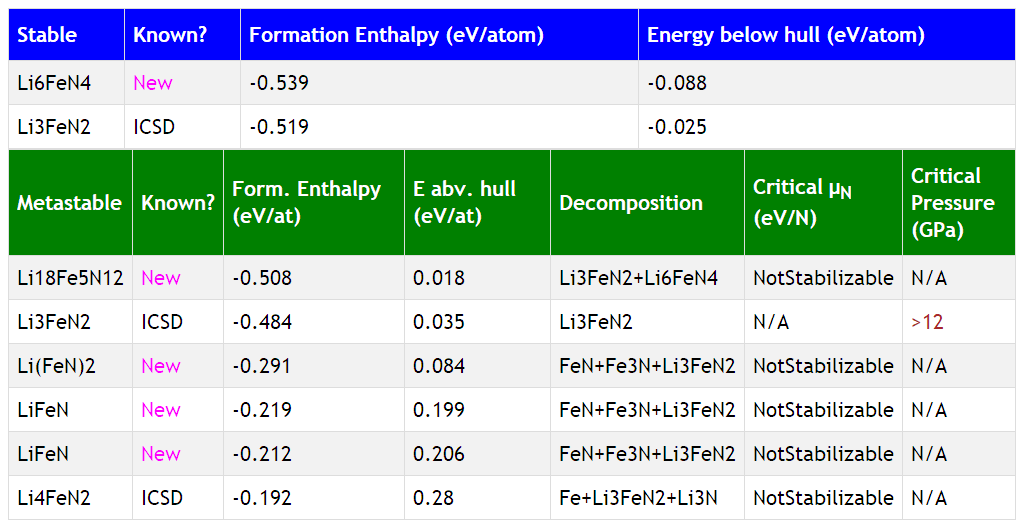 Stable Known? Formation Enthalpy (eV/atom) Energy below hull (eV/atom)
Li6FeN4 New -0.539 -0.088
Li3FeN2 ICSD -0.519 -0.025
Metastable Known? Form. Enthalpy (eV/at) E abv. hull (eV/at) Decomposition Critical μN (eV/N) Critical Pressure (GPa)
Li18Fe5N12 New -0.508 0.018 Li3FeN2+Li6FeN4 NotStabilizable N/A
Li3FeN2 ICSD -0.484 0.035 Li3FeN2 N/A >12
Li(FeN)2 New -0.291 0.084 FeN+Fe3N+Li3FeN2 NotStabilizable N/A
LiFeN New -0.219 0.199 FeN+Fe3N+Li3FeN2 NotStabilizable N/A
LiFeN New -0.212 0.206 FeN+Fe3N+Li3FeN2 NotStabilizable N/A
Li4FeN2 ICSD -0.192 0.28 Fe+Li3FeN2+Li3N NotStabilizable N/A